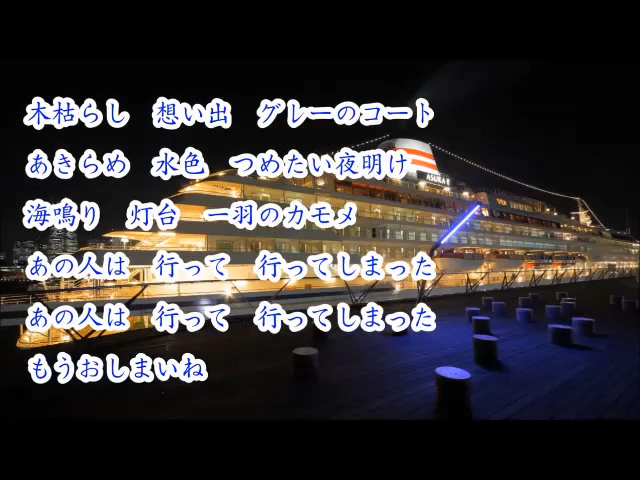 木枯らし　想い出　グレーのコート
あきらめ　水色　つめたい夜明け
海鳴り　灯台　一羽のカモメ
あの人は　行って　行ってしまった
あの人は　行って　行ってしまった
もうおしまいね
ASUKA II